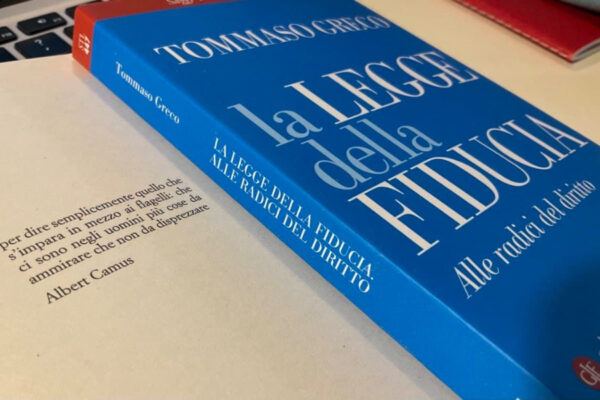 TOMMASO GRECO
la LEGGE
della
FIDUCIA
Alle radici del diritto
Tommaso Greco
LA LEGGE DELLA FIDUCIA.
ALLE RADICI DEL DIRITTO
per dire semplicemente quello che
s'impara in mezzo ai flagelli: che
ci sono negli uomini più cose da
ammirare che non da disprezzare
Albert Camus